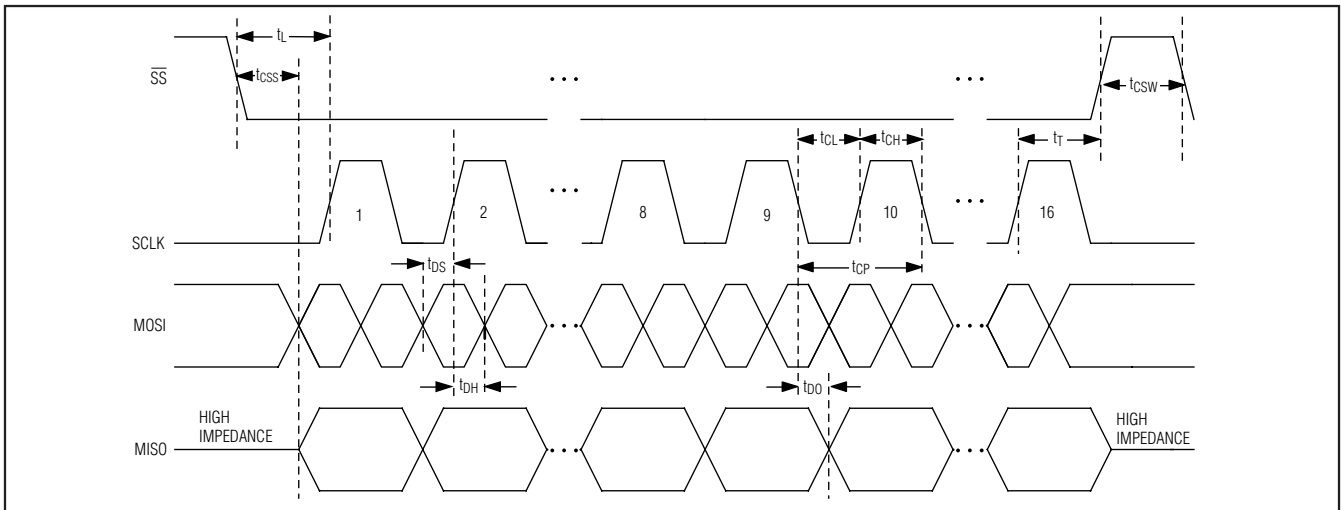 tL
SS
tCSS
• • •
• • •
tCSW
tCL
tCH
tT
SCLK
1
2
• • •
8
9
10
• • •
16
tDS
tCP
MOSI
• • •
• • •
tDH
tDO
MISO
HIGH
IMPEDANCE
• • •
• • •
HIGH
IMPEDANCE